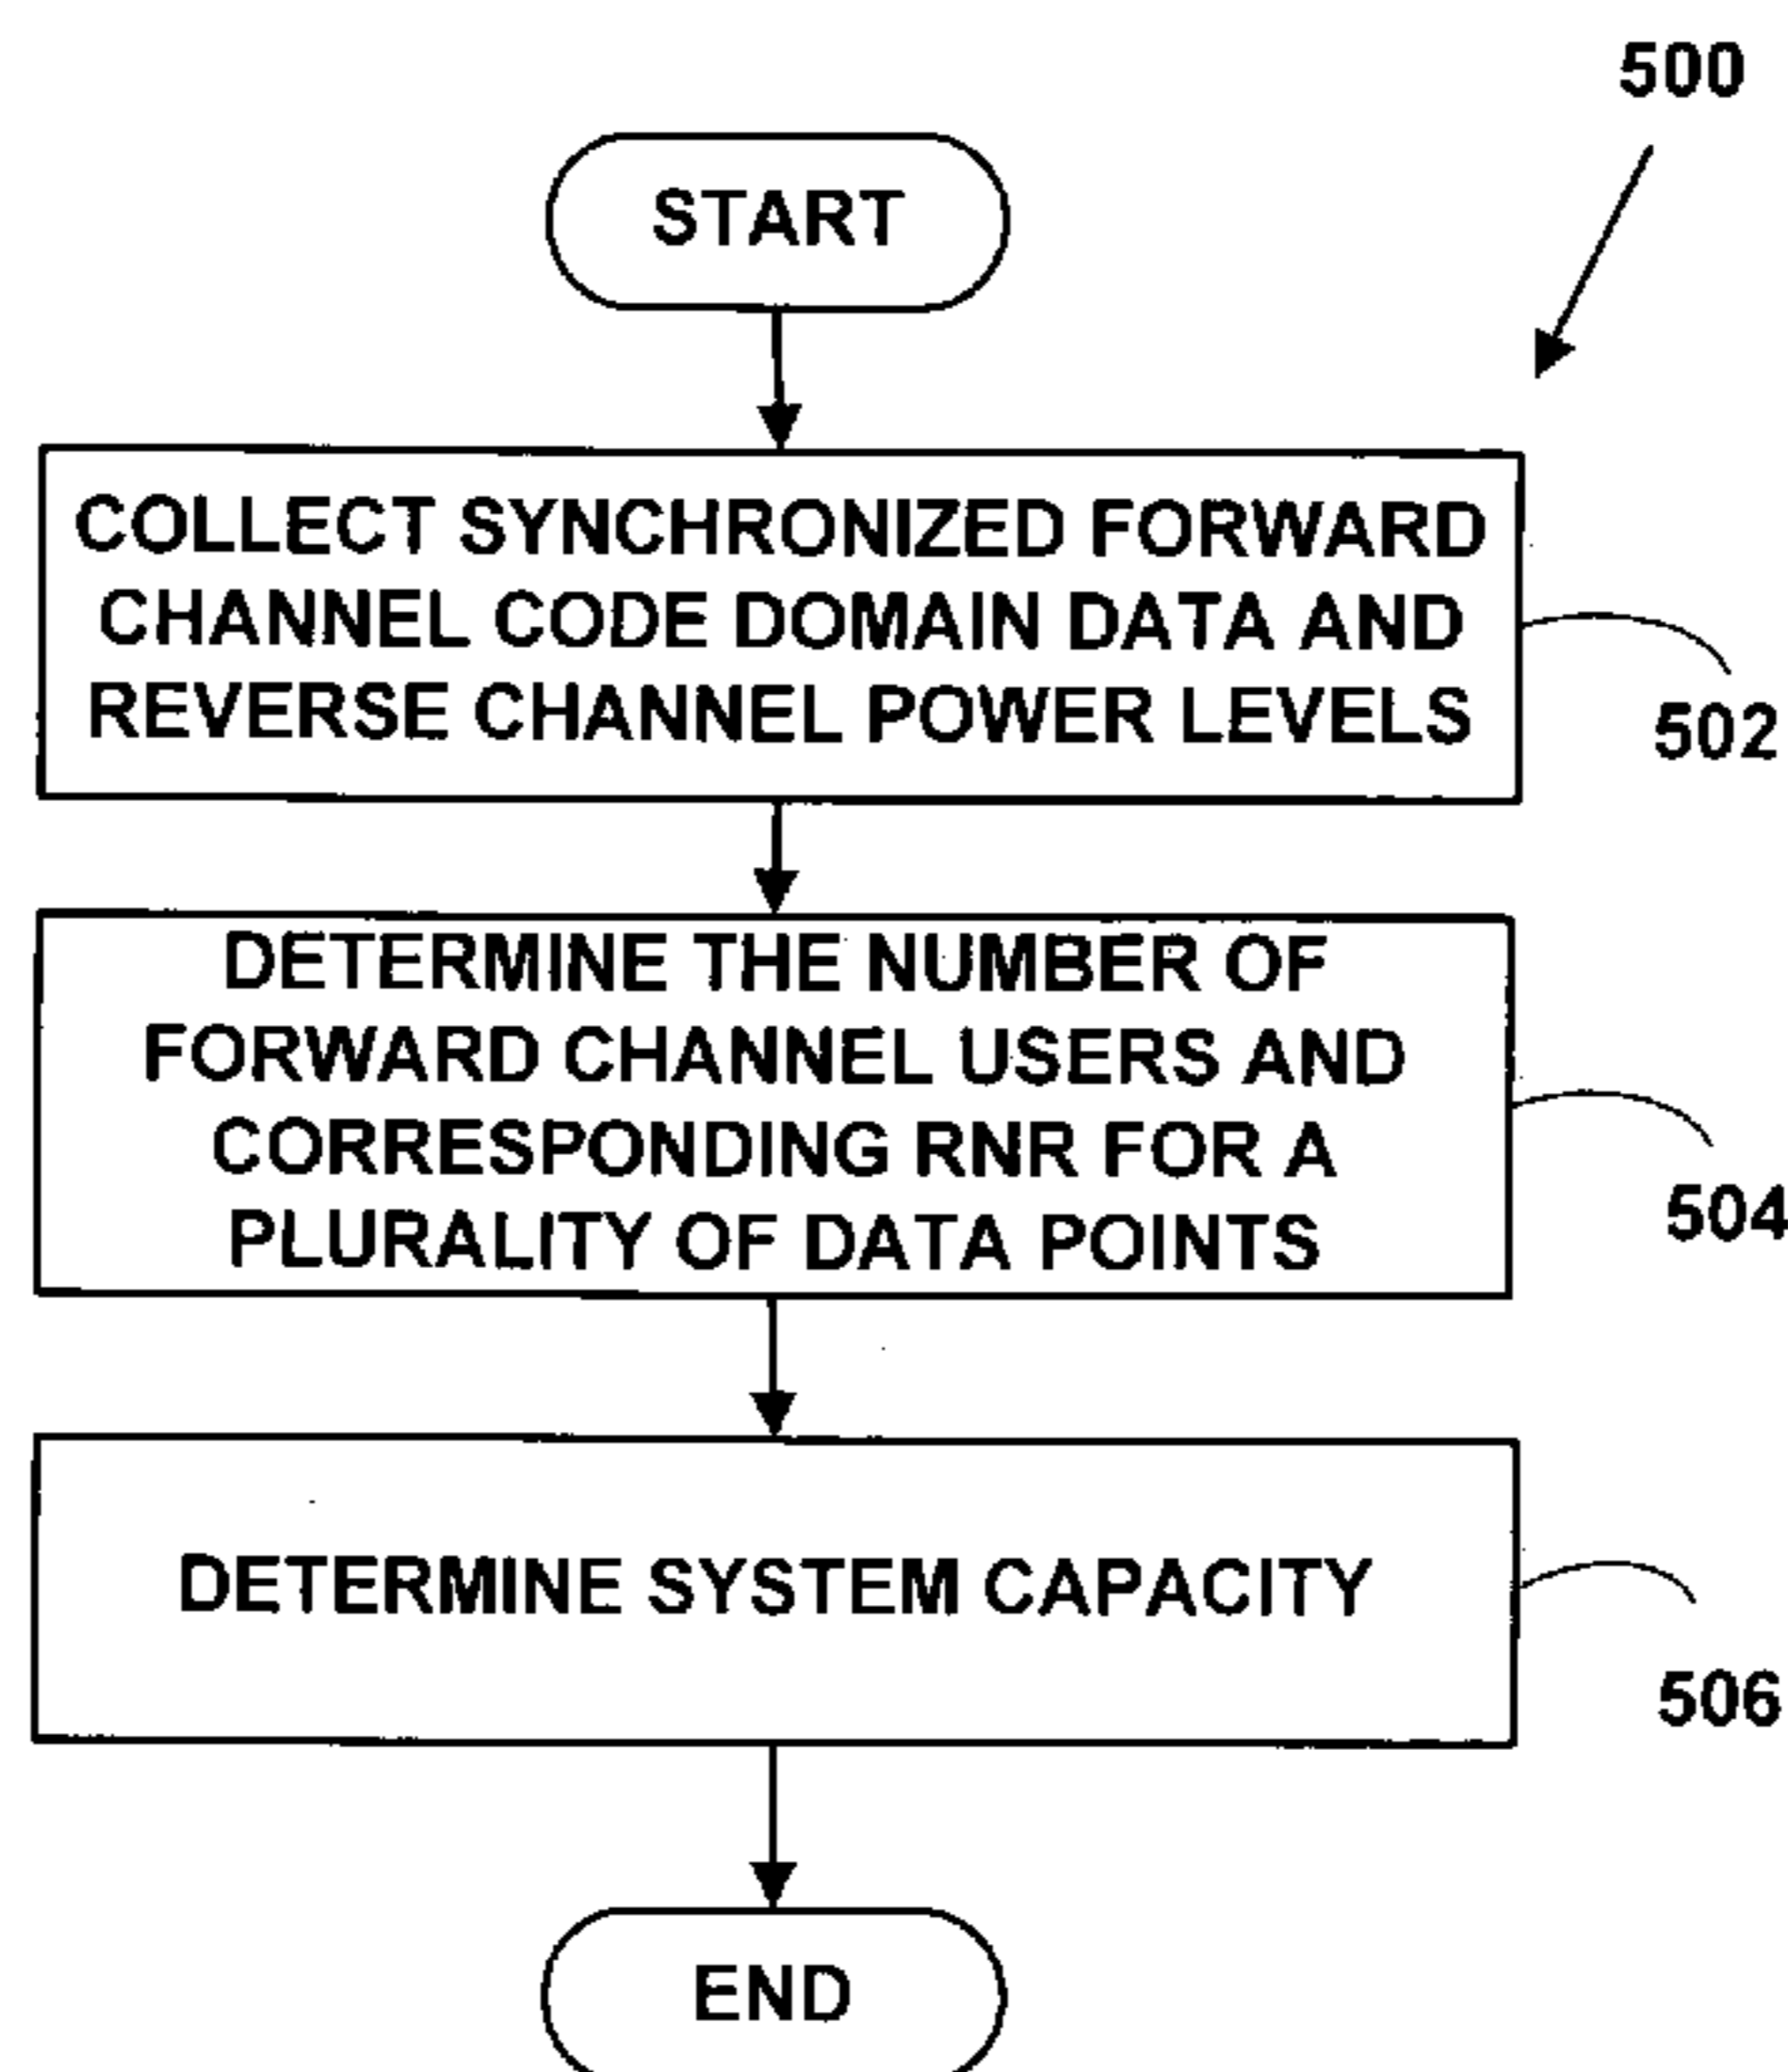 500
START
COLLECT SYNCHRONIZED FORWARD
CHANNEL CODE DOMAIN DATA AND
REVERSE CHANNEL POWER LEVELS
502
DETERMINE THE NUMBER OF
FORWARD CHANNEL USERS AND
CORRESPONDING RNR FOR A
PLURALITY OF DATA POINTS
504
DETERMINE SYSTEM CAPACITY
506
END